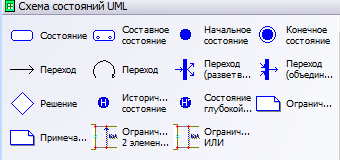 Схема состояний UML
Состояние
Составное состояние
Начальное состояние
Конечное состояние
Переход
Переход
Переход (разветв...
Переход (объедин...
Решение
Историч... состояние
Состояние глубокой...
Огранич...
Примеча...
Огранич... 2 элемен...
Огранич... ИЛИ